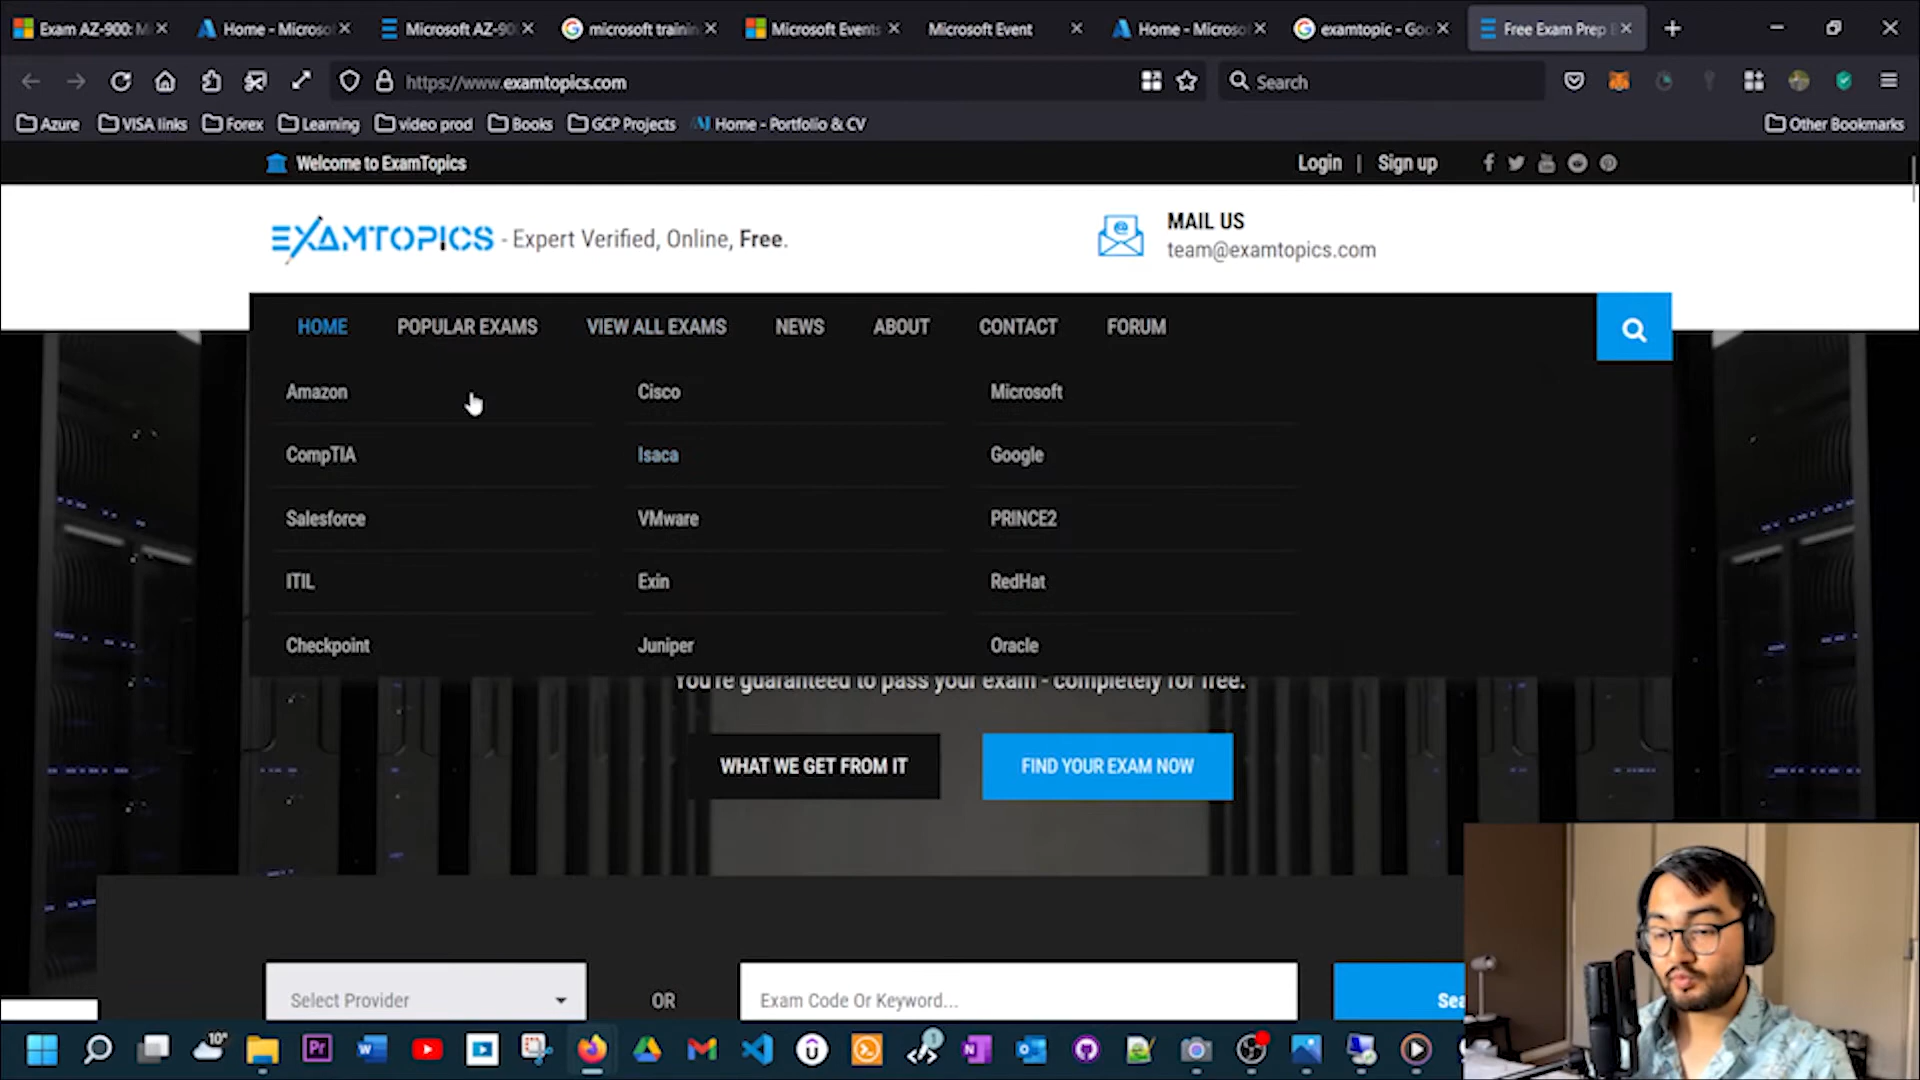 Exam AZ-900: M
Home - Microso
Microsoft AZ-90
microsoft trainin
Microsoft Events
Microsoft Event
Home - Microso
examtopic - Goo
Free Exam Prep
https://www.examtopics.com
Search
Azure
VISA links
Forex
Learning
video prod
Books
GCP Projects
Home - Portfolio & CV
Other Bookmarks
Welcome to ExamTopics
Login | Sign up
EXAMTOPICS - Expert Verified, Online, Free.
MAIL US
team@examtopics.com
HOME
POPULAR EXAMS
VIEW ALL EXAMS
NEWS
ABOUT
CONTACT
FORUM
Amazon
Cisco
Microsoft
CompTIA
Isaca
Google
Salesforce
VMware
PRINCE2
ITIL
Exin
RedHat
Checkpoint
Juniper
Oracle
You're guaranteed to pass your exam - completely for free.
WHAT WE GET FROM IT
FIND YOUR EXAM NOW
Select Provider
OR
Exam Code Or Keyword...
Sea
10°
Pr
1